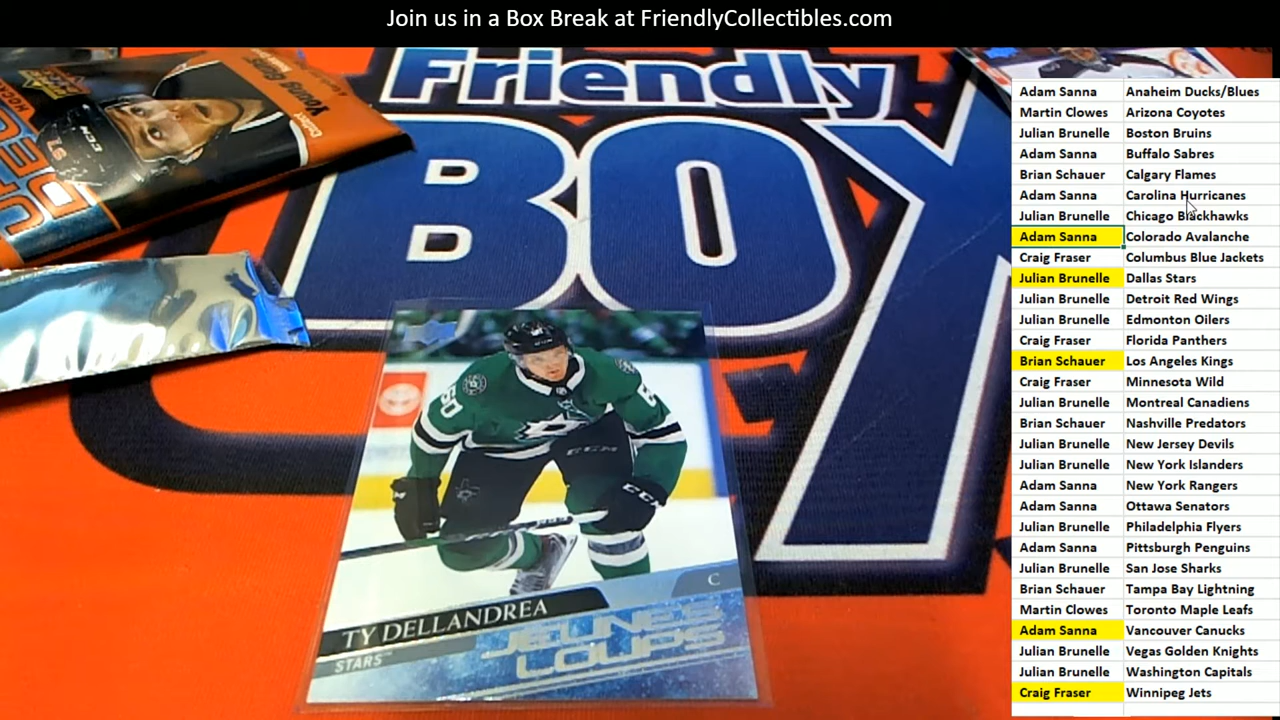 Join us in a Box Break at FriendlyCollectibles.com
Friendly
BOX
Young
CCM
Adam Sanna Anaheim Ducks/Blues
Martin Clowes Arizona Coyotes
Julian Brunelle Boston Bruins
Adam Sanna Buffalo Sabres
Brian Schauer Calgary Flames
Adam Sanna Carolina Hurricanes
Julian Brunelle Chicago Blackhawks
Adam Sanna Colorado Avalanche
Craig Fraser Columbus Blue Jackets
Julian Brunelle Dallas Stars
Julian Brunelle Detroit Red Wings
Julian Brunelle Edmonton Oilers
Craig Fraser Florida Panthers
Brian Schauer Los Angeles Kings
Craig Fraser Minnesota Wild
Julian Brunelle Montreal Canadiens
Brian Schauer Nashville Predators
Julian Brunelle New Jersey Devils
Julian Brunelle New York Islanders
Adam Sanna New York Rangers
Adam Sanna Ottawa Senators
Julian Brunelle Philadelphia Flyers
Adam Sanna Pittsburgh Penguins
Julian Brunelle San Jose Sharks
Brian Schauer Tampa Bay Lightning
Martin Clowes Toronto Maple Leafs
Adam Sanna Vancouver Canucks
Julian Brunelle Vegas Golden Knights
Julian Brunelle Washington Capitals
Craig Fraser Winnipeg Jets
50
CCM
CCM
C
TY DELLANDREA
STARS
JEUNES
LOUPS